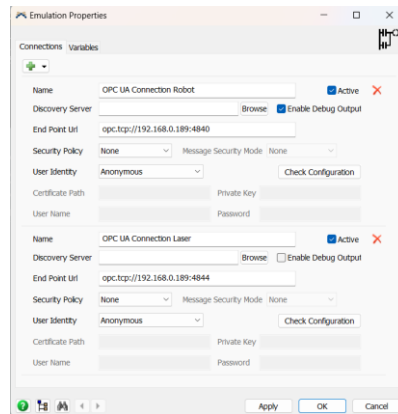 Emulation Properties
Connections Variables
Name OPC UA Connection Robot Active
Discovery Server Browse Enable Debug Output
End Point Url opc.tcp://192.168.0.189:4840
Security Policy None Message Security Mode None
User Identity Anonymous Check Configuration
Certificate Path Private Key
User Name Password
Name OPC UA Connection Laser Active
Discovery Server Browse Enable Debug Output
End Point Url opc.tcp://192.168.0.189:4844
Security Policy None Message Security Mode None
User Identity Anonymous Check Configuration
Certificate Path Private Key
User Name Password
Apply OK Cancel